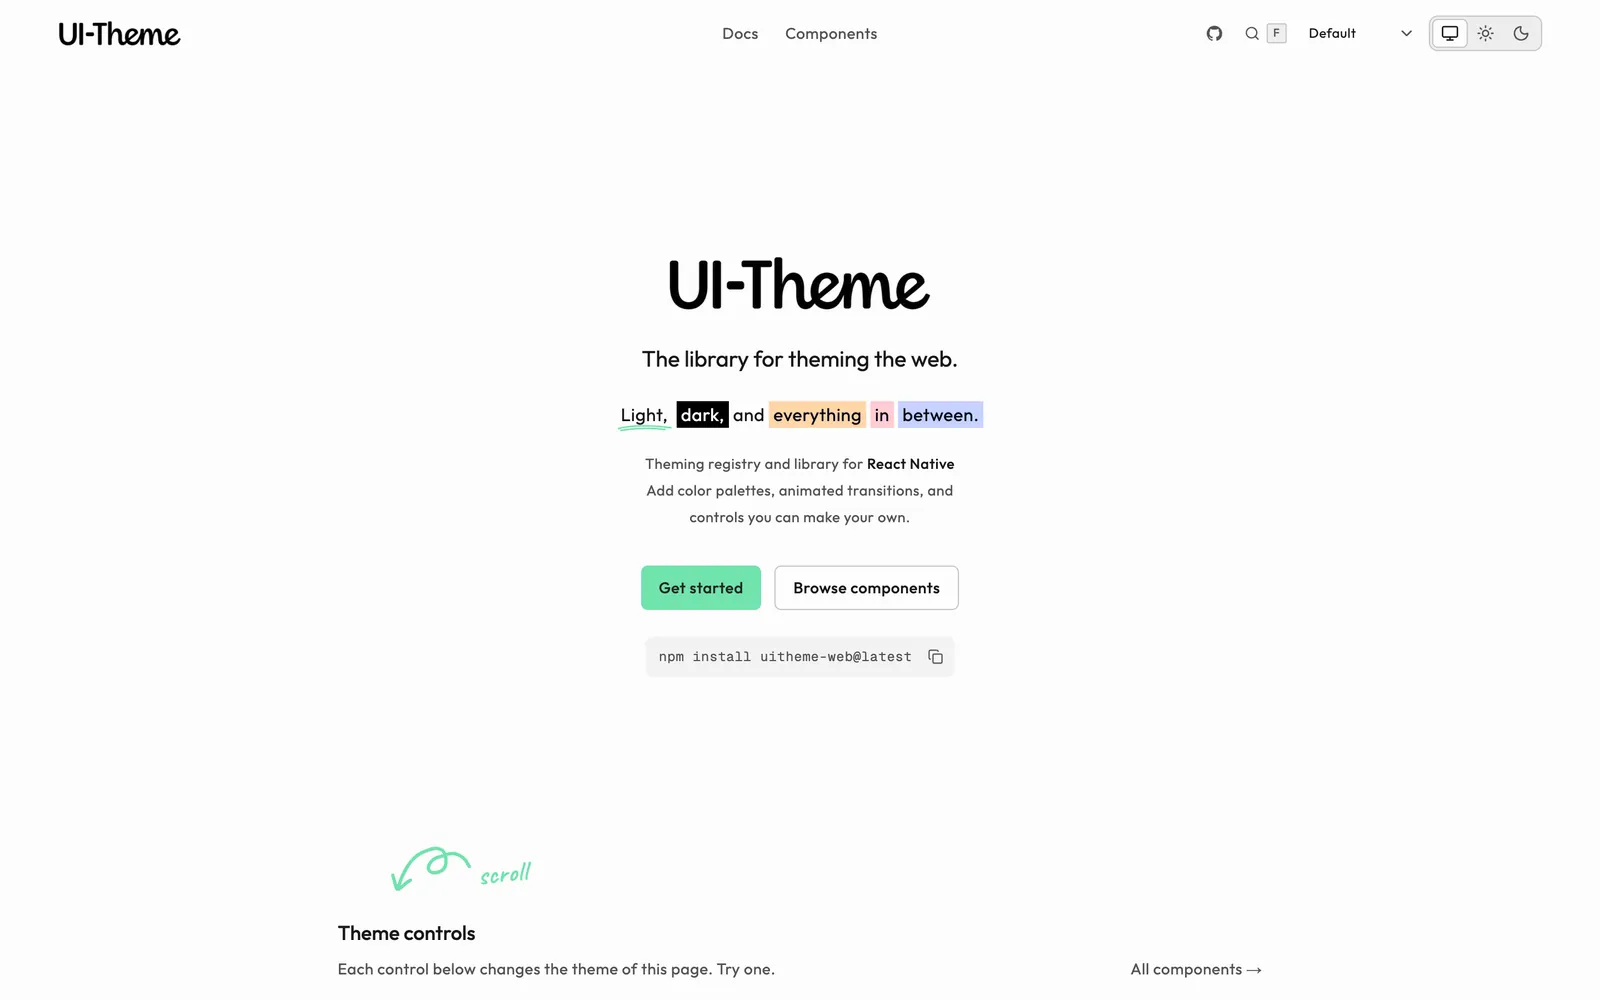 UI-Theme
Docs
Components
F
Default
UI-Theme
The library for theming the web.
Light, dark, and everything in between.
Theming registry and library for React Native
Add color palettes, animated transitions, and
controls you can make your own.
Get started
Browse components
npm install uitheme-web@latest
scroll
Theme controls
Each control below changes the theme of this page. Try one.
All components →